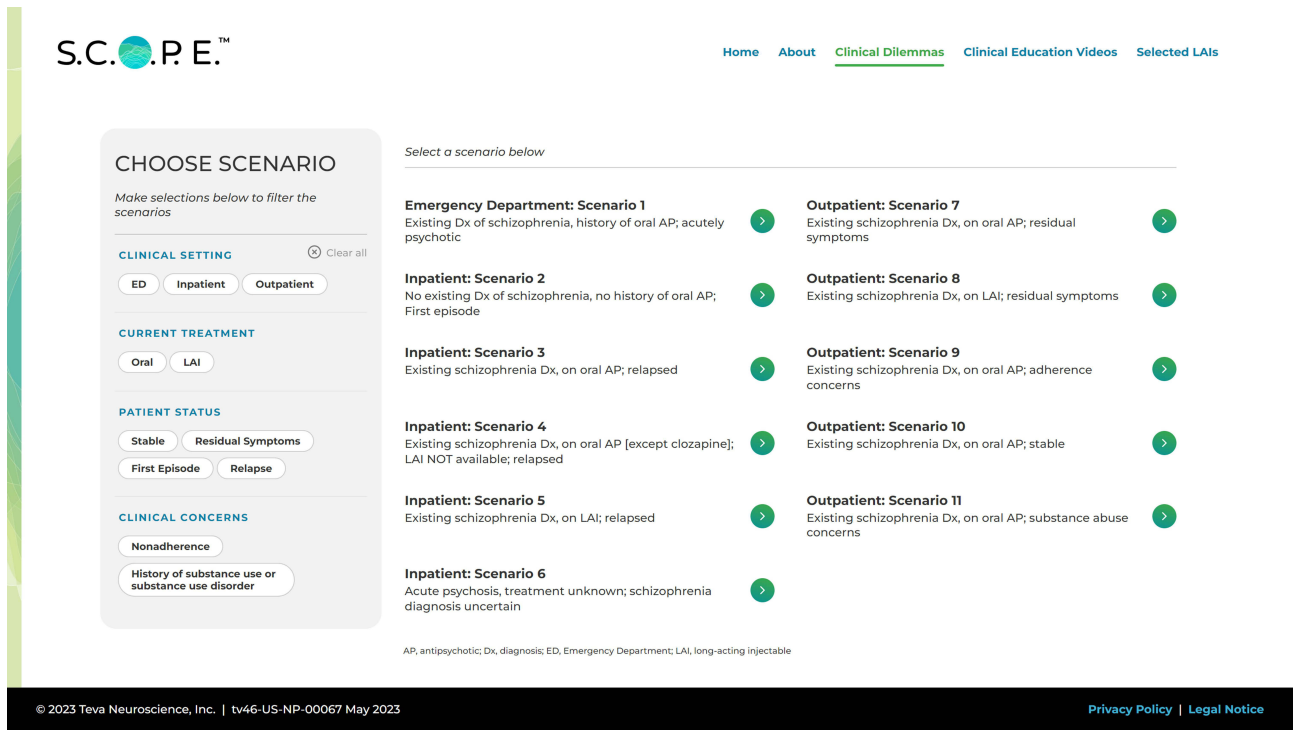 S.C.O.P.E.™
Home About Clinical Dilemmas Clinical Education Videos Selected LAIs
CHOOSE SCENARIO
Make selections below to filter the
scenarios
CLINICAL SETTING
Clear all
ED Inpatient Outpatient
CURRENT TREATMENT
Oral LAI
PATIENT STATUS
Stable Residual Symptoms
First Episode Relapse
CLINICAL CONCERNS
Nonadherence
History of substance use or
substance use disorder
Select a scenario below
Emergency Department: Scenario 1
Existing Dx of schizophrenia, history of oral AP; acutely
psychotic
Inpatient: Scenario 2
No existing Dx of schizophrenia, no history of oral AP;
First episode
Inpatient: Scenario 3
Existing schizophrenia Dx, on oral AP; relapsed
Inpatient: Scenario 4
Existing schizophrenia Dx, on oral AP [except clozapine];
LAI NOT available; relapsed
Inpatient: Scenario 5
Existing schizophrenia Dx, on LAI; relapsed
Inpatient: Scenario 6
Acute psychosis, treatment unknown; schizophrenia
diagnosis uncertain
Outpatient: Scenario 7
Existing schizophrenia Dx, on oral AP; residual
symptoms
Outpatient: Scenario 8
Existing schizophrenia Dx, on LAI; residual symptoms
Outpatient: Scenario 9
Existing schizophrenia Dx, on oral AP; adherence
concerns
Outpatient: Scenario 10
Existing schizophrenia Dx, on oral AP; stable
Outpatient: Scenario 11
Existing schizophrenia Dx, on oral AP; substance abuse
concerns
AP, antipsychotic; Dx, diagnosis; ED, Emergency Department; LAI, long-acting injectable
© 2023 Teva Neuroscience, Inc. | tv46-US-NP-00067 May 2023
Privacy Policy | Legal Notice